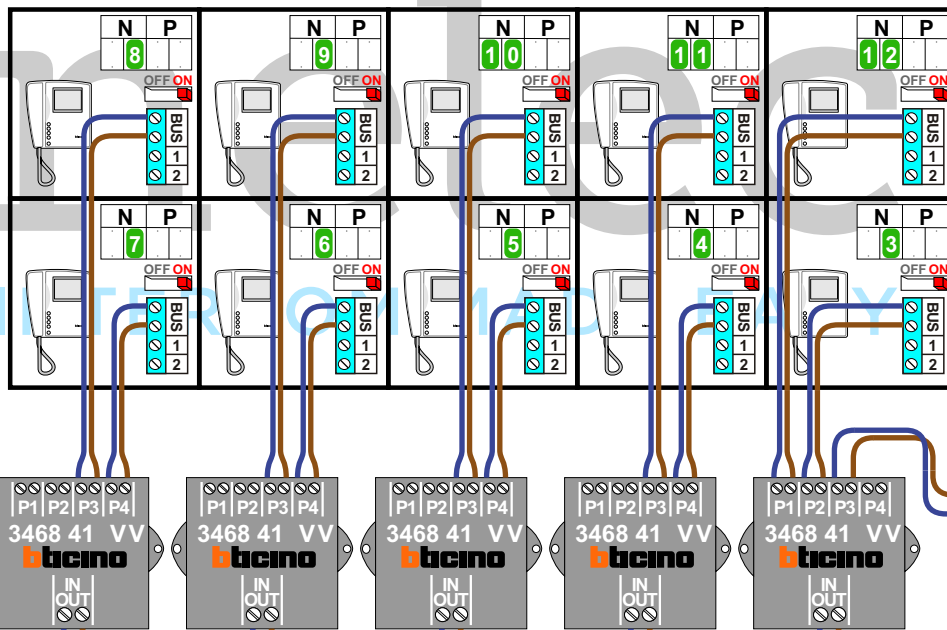 N P N P N P N P N P
8 9 10 11 12
OFF ON OFF ON OFF ON OFF ON OFF ON
BUS BUS BUS BUS BUS
1 1 1 1 1
2 2 2 2 2
N P N P N P N P N P
7 6 5 4 3
OFF ON OFF ON OFF ON OFF ON OFF ON
BUS BUS BUS BUS BUS
1 1 1 1 1
2 2 2 2 2
P1 P2 P3 P4 P1 P2 P3 P4 P1 P2 P3 P4 P1 P2 P3 P4 P1 P2 P3 P4
3468 41 VV 3468 41 VV 3468 41 VV 3468 41 VV 3468 41 VV
bticino bticino bticino bticino bticino
IN IN IN IN IN
OUT OUT OUT OUT OUT